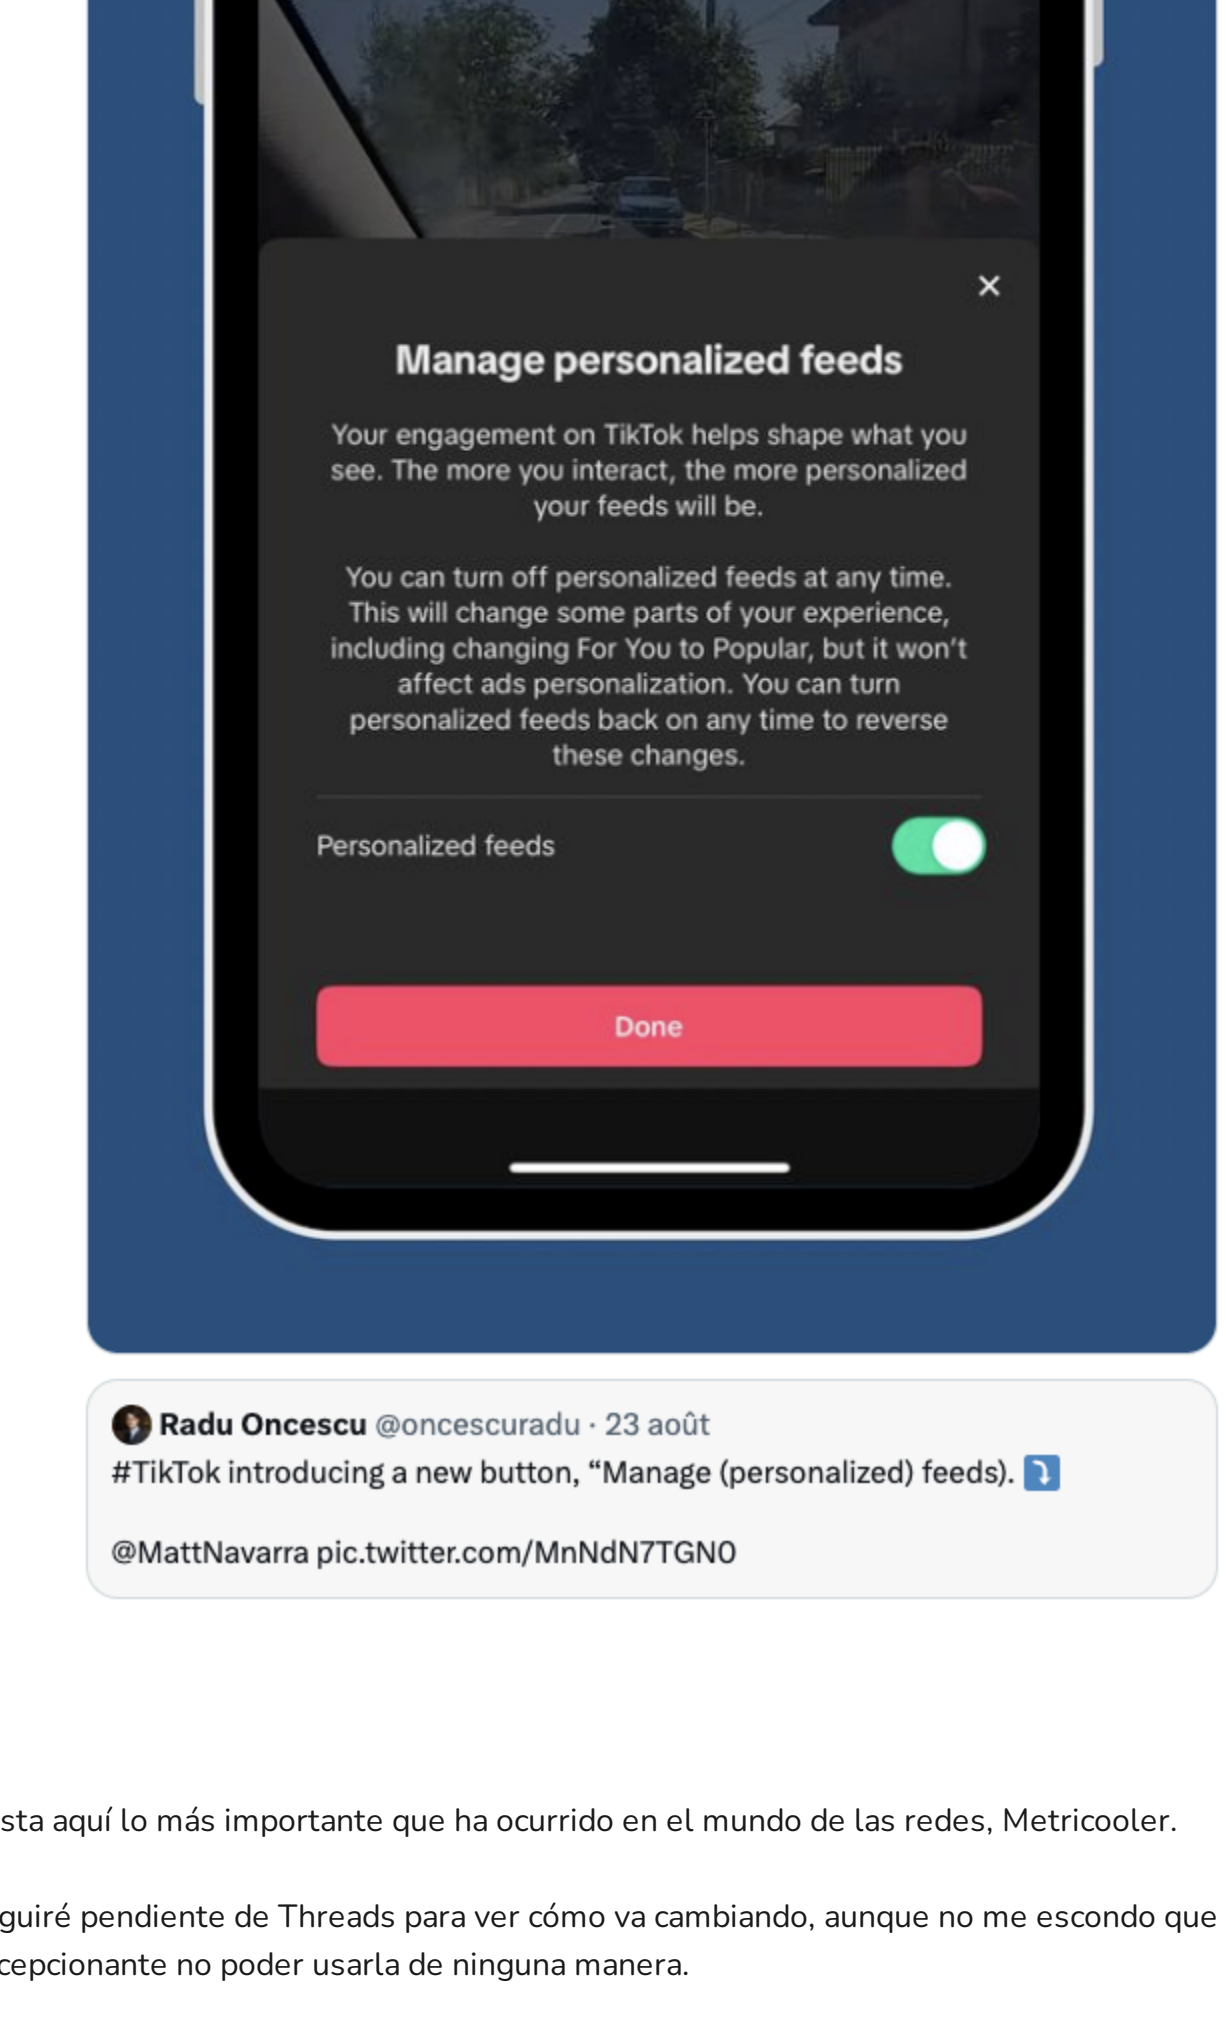 Manage personalized feeds
Your engagement on TikTok helps shape what you
see. The more you interact, the more personalized
your feeds will be.
You can turn off personalized feeds at any time.
This will change some parts of your experience,
including changing For You to Popular, but it won't
affect ads personalization. You can turn
personalized feeds back on any time to reverse
these changes.
Personalized feeds
Done
Radu Oncescu @oncescuradu · 23 août
#TikTok introducing a new button, “Manage (personalized) feeds). ⤵️
@MattNavarra pic.twitter.com/MnNdN7TGN0
sta aquí lo más importante que ha ocurrido en el mundo de las redes, Metricooler.
guiré pendiente de Threads para ver cómo va cambiando, aunque no me escondo que
cepcionante no poder usarla de ninguna manera.